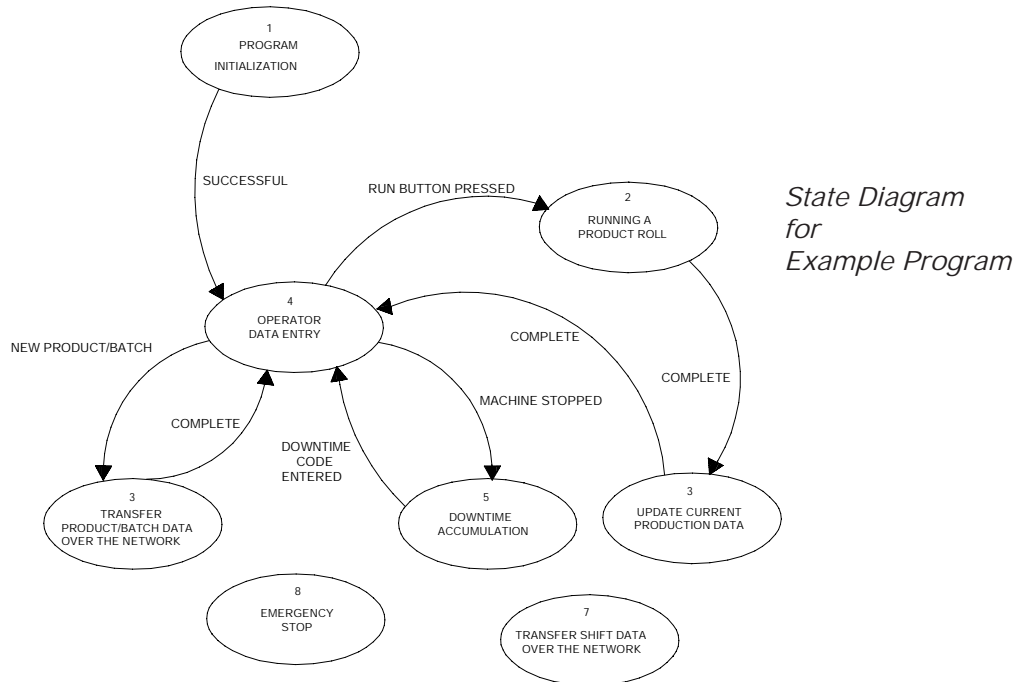 1
PROGRAM
INITIALIZATION
SUCCESSFUL
RUN BUTTON PRESSED
2
RUNNING A
PRODUCT ROLL
State Diagram
for
Example Program
4
OPERATOR
DATA ENTRY
NEW PRODUCT/BATCH
COMPLETE
COMPLETE
MACHINE STOPPED
COMPLETE
DOWNTIME
CODE
ENTERED
3
TRANSFER
PRODUCT/BATCH DATA
OVER THE NETWORK
5
DOWNTIME
ACCUMULATION
3
UPDATE CURRENT
PRODUCTION DATA
8
EMERGENCY
STOP
7
TRANSFER SHIFT DATA
OVER THE NETWORK